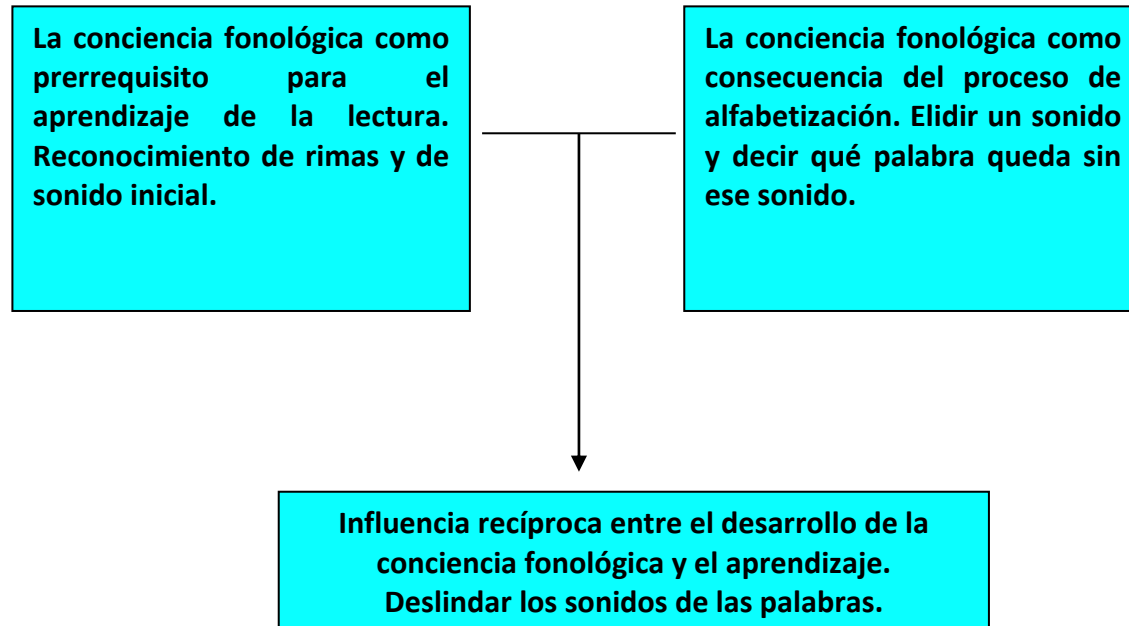 La conciencia fonológica como
prerrequisito para el
aprendizaje de la lectura.
Reconocimiento de rimas y de
sonido inicial.
La conciencia fonológica como
consecuencia del proceso de
alfabetización. Elidir un sonido
y decir qué palabra queda sin
ese sonido.
Influencia recíproca entre el desarrollo de la
conciencia fonológica y el aprendizaje.
Deslindar los sonidos de las palabras.